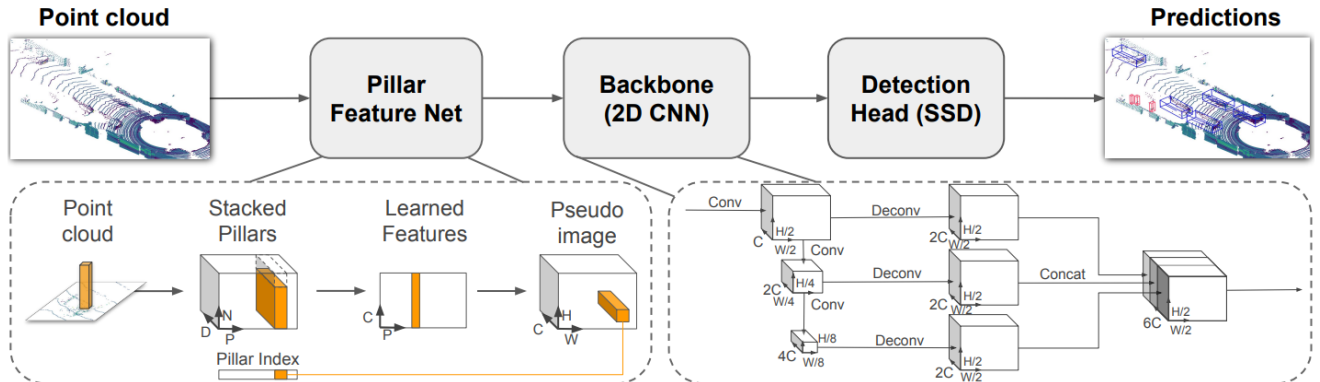 Point cloud
Predictions
Pillar
Feature Net
Backbone
(2D CNN)
Detection
Head (SSD)
Point
cloud
Stacked
Pillars
Learned
Features
Pseudo
image
N
D
P
C
P
H
C
W
Pillar Index
Conv
C
H/2
W/2
Deconv
2C
H/2
W/2
Conv
2C
H/4
W/4
Deconv
2C
H/2
W/2
Conv
4C
H/8
W/8
Deconv
2C
H/2
W/2
Concat
6C
H/2
W/2